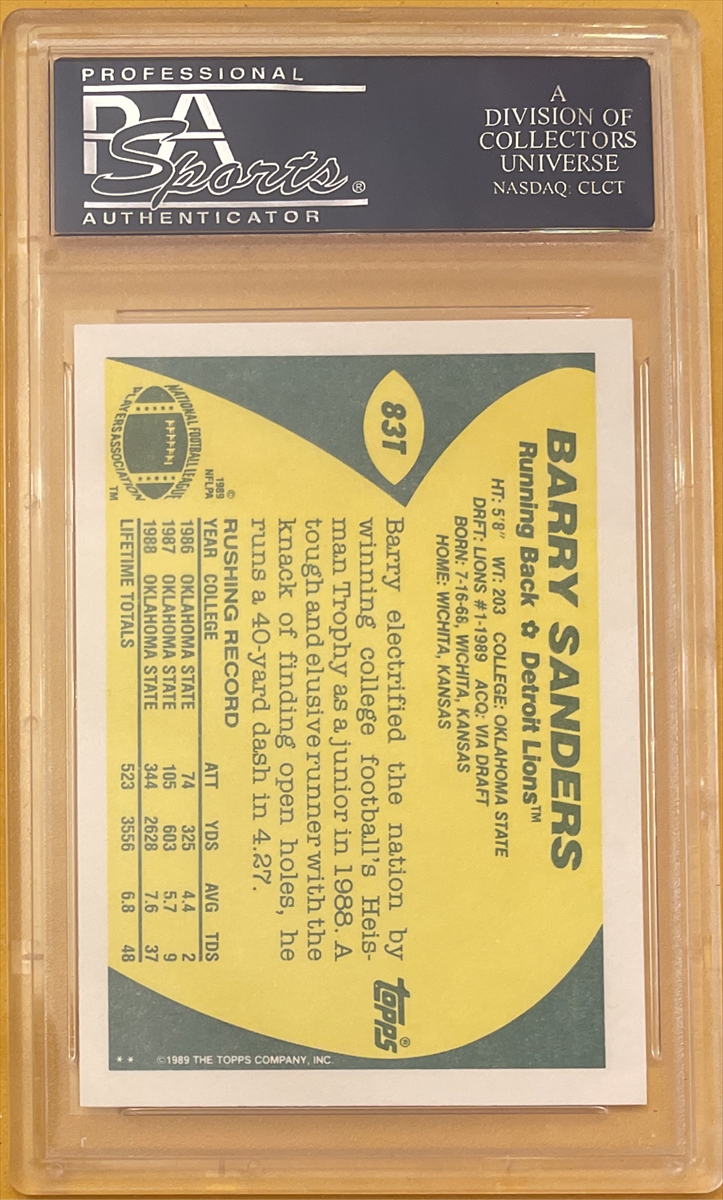 PROFESSIONAL
PSA
Sports®
AUTHENTICATOR
A
DIVISION OF
COLLECTORS
UNIVERSE
NASDAQ: CLCT
83T
BARRY SANDERS
Running Back ✿ Detroit Lions™
HT: 5'8" WT: 203 COLLEGE: OKLAHOMA STATE
DRFT: LIONS #1-1989 ACQ: VIA DRAFT
BORN: 7-16-68, WICHITA, KANSAS
HOME: WICHITA, KANSAS
Barry electrified the nation by
winning college football's Heis-
man Trophy as a junior in 1988. A
tough and elusive runner with the
knack of finding open holes, he
runs a 40-yard dash in 4.27.
topps®
NATIONAL FOOTBALL LEAGUE
PLAYERS ASSOCIATION
TM
©
1989
NFLPA
RUSHING RECORD
YEAR COLLEGE ATT YDS AVG TDS
1986 OKLAHOMA STATE 74 325 4.4 2
1987 OKLAHOMA STATE 105 603 5.7 9
1988 OKLAHOMA STATE 344 2628 7.6 37
LIFETIME TOTALS 523 3556 6.8 48
** ©1989 THE TOPPS COMPANY, INC.